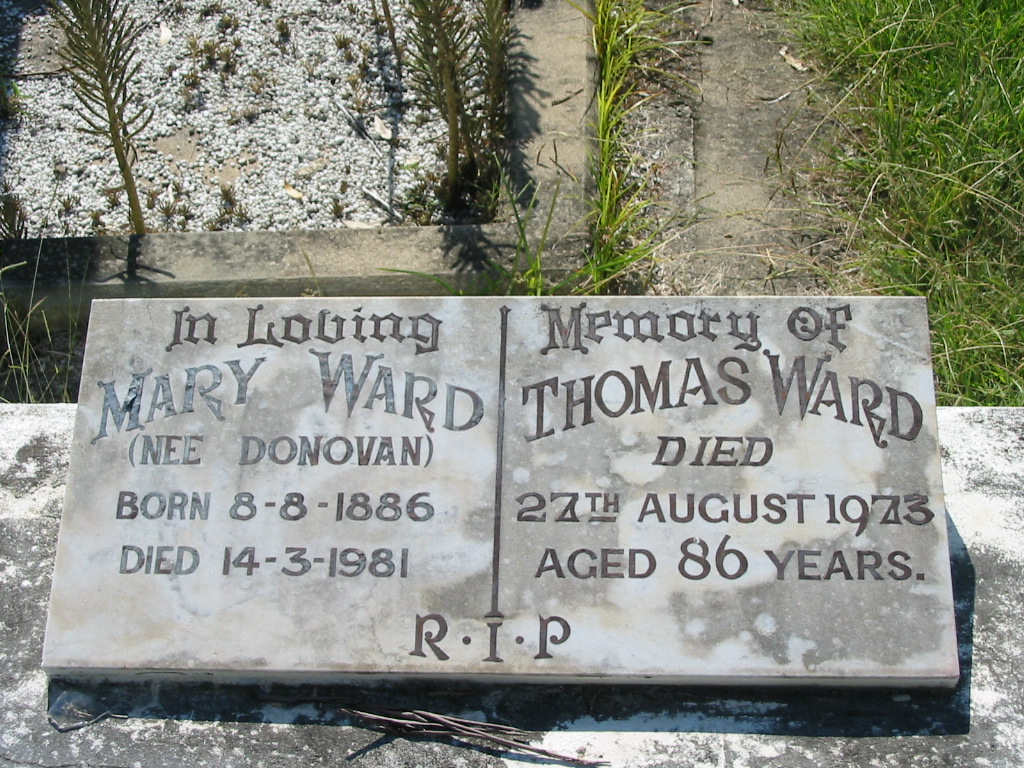 In Loving Memory Of
MARY WARD
(NEE DONOVAN)
BORN 8-8-1886
DIED 14-3-1981
THOMAS WARD
DIED
27TH AUGUST 1973
AGED 86 YEARS.
R·I·P